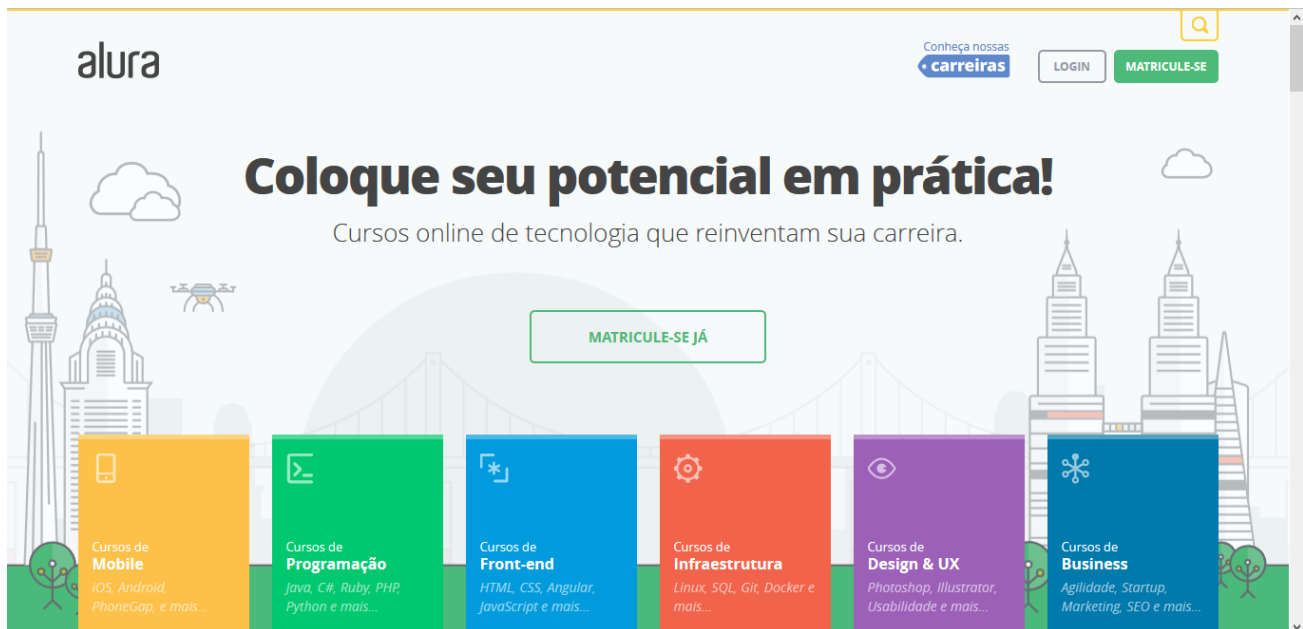 alura
Conheça nossas
carreiras
LOGIN
MATRICULE-SE
Coloque seu potencial em prática!
Cursos online de tecnologia que reinventam sua carreira.
MATRICULE-SE JÁ
Cursos de
Mobile
iOS, Android,
PhoneGap, e mais...
Cursos de
Programação
Java, C#, Ruby, PHP,
Python e mais...
Cursos de
Front-end
HTML, CSS, Angular,
JavaScript e mais...
Cursos de
Infraestrutura
Linux, SQL, Git, Docker e
mais...
Cursos de
Design & UX
Photoshop, Illustrator,
Usabilidade e mais...
Cursos de
Business
Agilidade, Startup,
Marketing, SEO e mais...